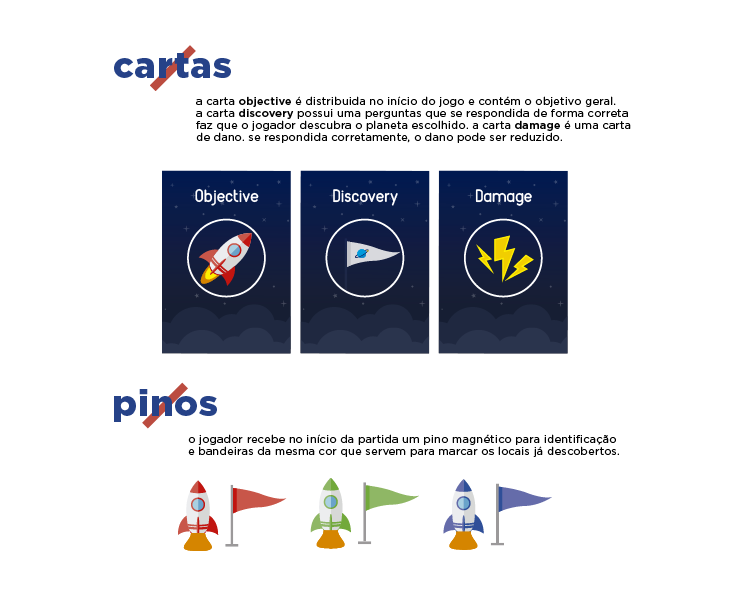 cartas
a carta objective é distribuida no início do jogo e contém o objetivo geral.
a carta discovery possui uma perguntas que se respondida de forma correta
faz que o jogador descubra o planeta escolhido. a carta damage é uma carta
de dano. se respondida corretamente, o dano pode ser reduzido.
Objective
Discovery
Damage
pinos
o jogador recebe no início da partida um pino magnético para identificação
e bandeiras da mesma cor que servem para marcar os locais já descobertos.